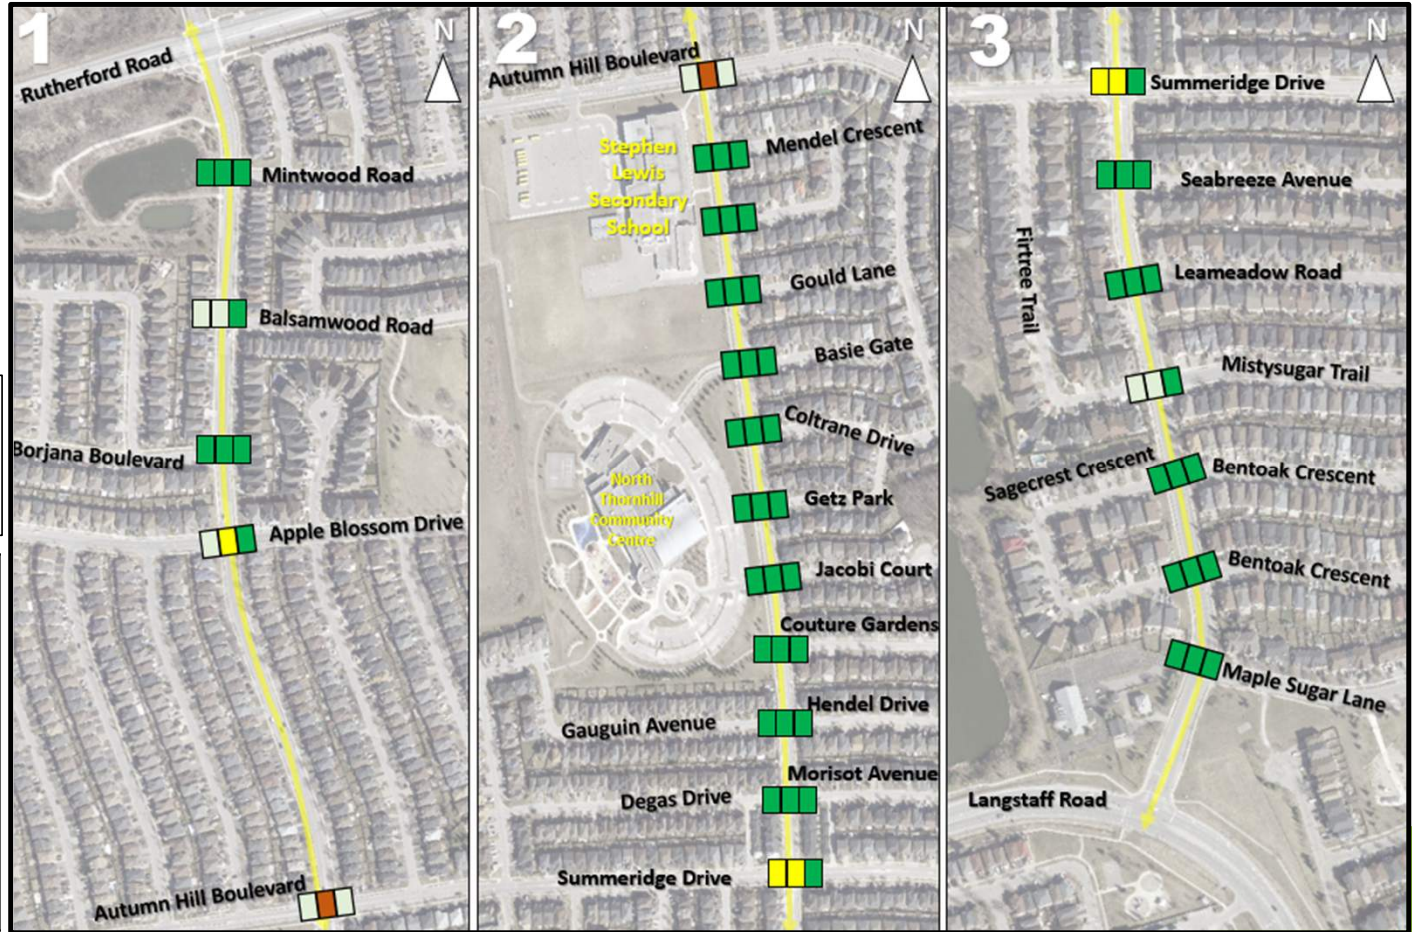 1
N
Rutherford Road
Mintwood Road
Balsamwood Road
Borjana Boulevard
Apple Blossom Drive
Autumn Hill Boulevard
2
N
Autumn Hill Boulevard
Mendel Crescent
Stephen
Lewis
Secondary
School
Gould Lane
Basie Gate
Coltrane Drive
North
Thornhill
Community
Centre
Getz Park
Jacobi Court
Couture Gardens
Hendel Drive
Gauguin Avenue
Morisot Avenue
Degas Drive
Summeridge Drive
3
N
Summeridge Drive
Seabreeze Avenue
Firtree Trail
Leameadow Road
Mistysugar Trail
Sagecrest Crescent
Bentoak Crescent
Bentoak Crescent
Maple Sugar Lane
Langstaff Road